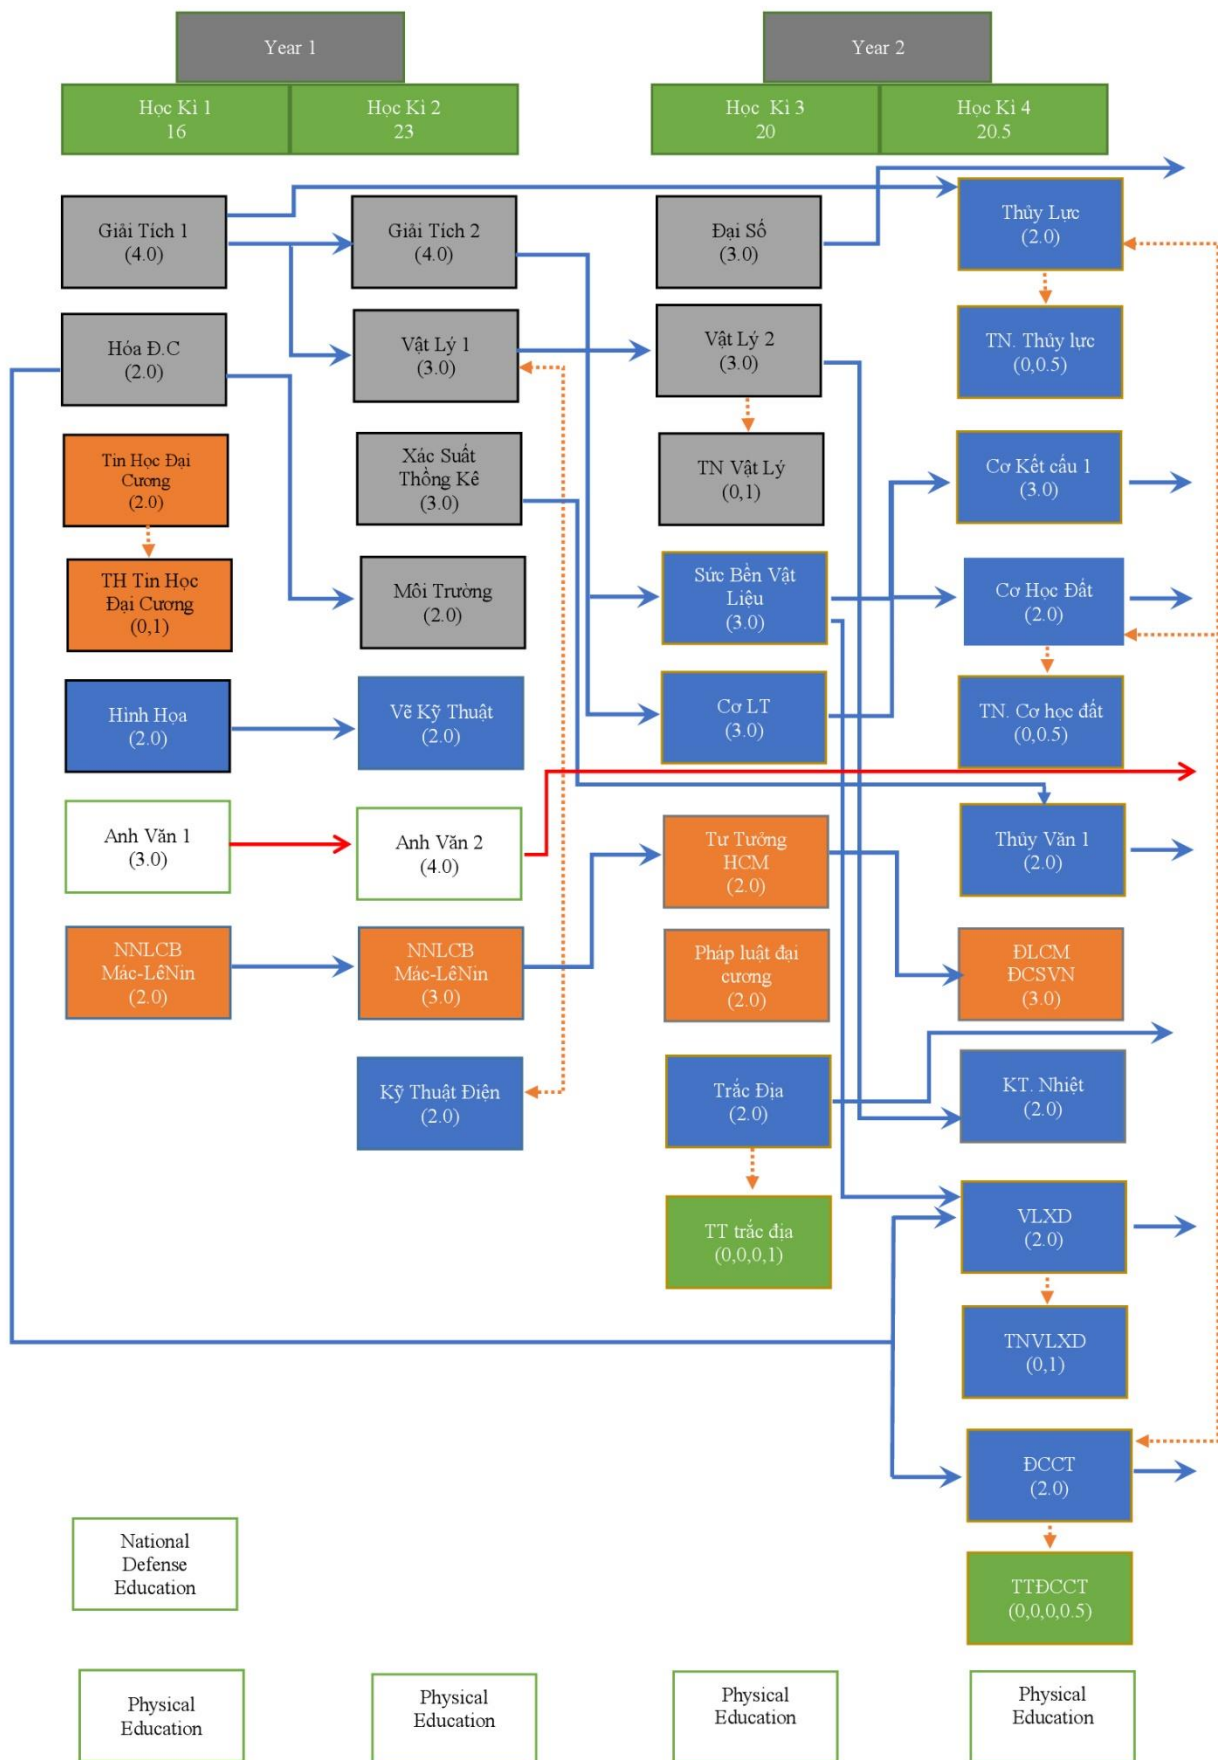 Year 1
Year 2
Học Kì 1
16
Học Kì 2
23
Học  Kì 3
20
Học Kì 4
20.5
Giải Tích 1
(4.0)
Giải Tích 2
(4.0)
Đại Số
(3.0)
Thủy Lực
(2.0)
Hóa Đ.C
(2.0)
Vật Lý 1
(3.0)
Vật Lý 2
(3.0)
TN. Thủy lực
(0,0.5)
Tin Học Đại
Cương
(2.0)
Xác Suất
Thồng Kê
(3.0)
TN Vật Lý
(0,1)
Cơ Kết cấu 1
(3.0)
TH Tin Học
Đại Cương
(0,1)
Môi Trường
(2.0)
Sức Bền Vật
Liệu
(3.0)
Cơ Học Đất
(2.0)
Hình Họa
(2.0)
Vẽ Kỹ Thuật
(2.0)
Cơ LT
(3.0)
TN. Cơ học đất
(0,0.5)
Anh Văn 1
(3.0)
Anh Văn 2
(4.0)
Tư Tưởng
HCM
(2.0)
Thủy Văn 1
(2.0)
NNLCB
Mác-LêNin
(2.0)
NNLCB
Mác-LêNin
(3.0)
Pháp luật đại
cương
(2.0)
ĐLCM
ĐCSVN
(3.0)
Kỹ Thuật Điện
(2.0)
Trắc Địa
(2.0)
KT. Nhiệt
(2.0)
TT trắc địa
(0,0,0,1)
VLXD
(2.0)
TNVLXD
(0,1)
ĐCCT
(2.0)
National
Defense
Education
TTĐCCT
(0,0,0,0.5)
Physical
Education
Physical
Education
Physical
Education
Physical
Education